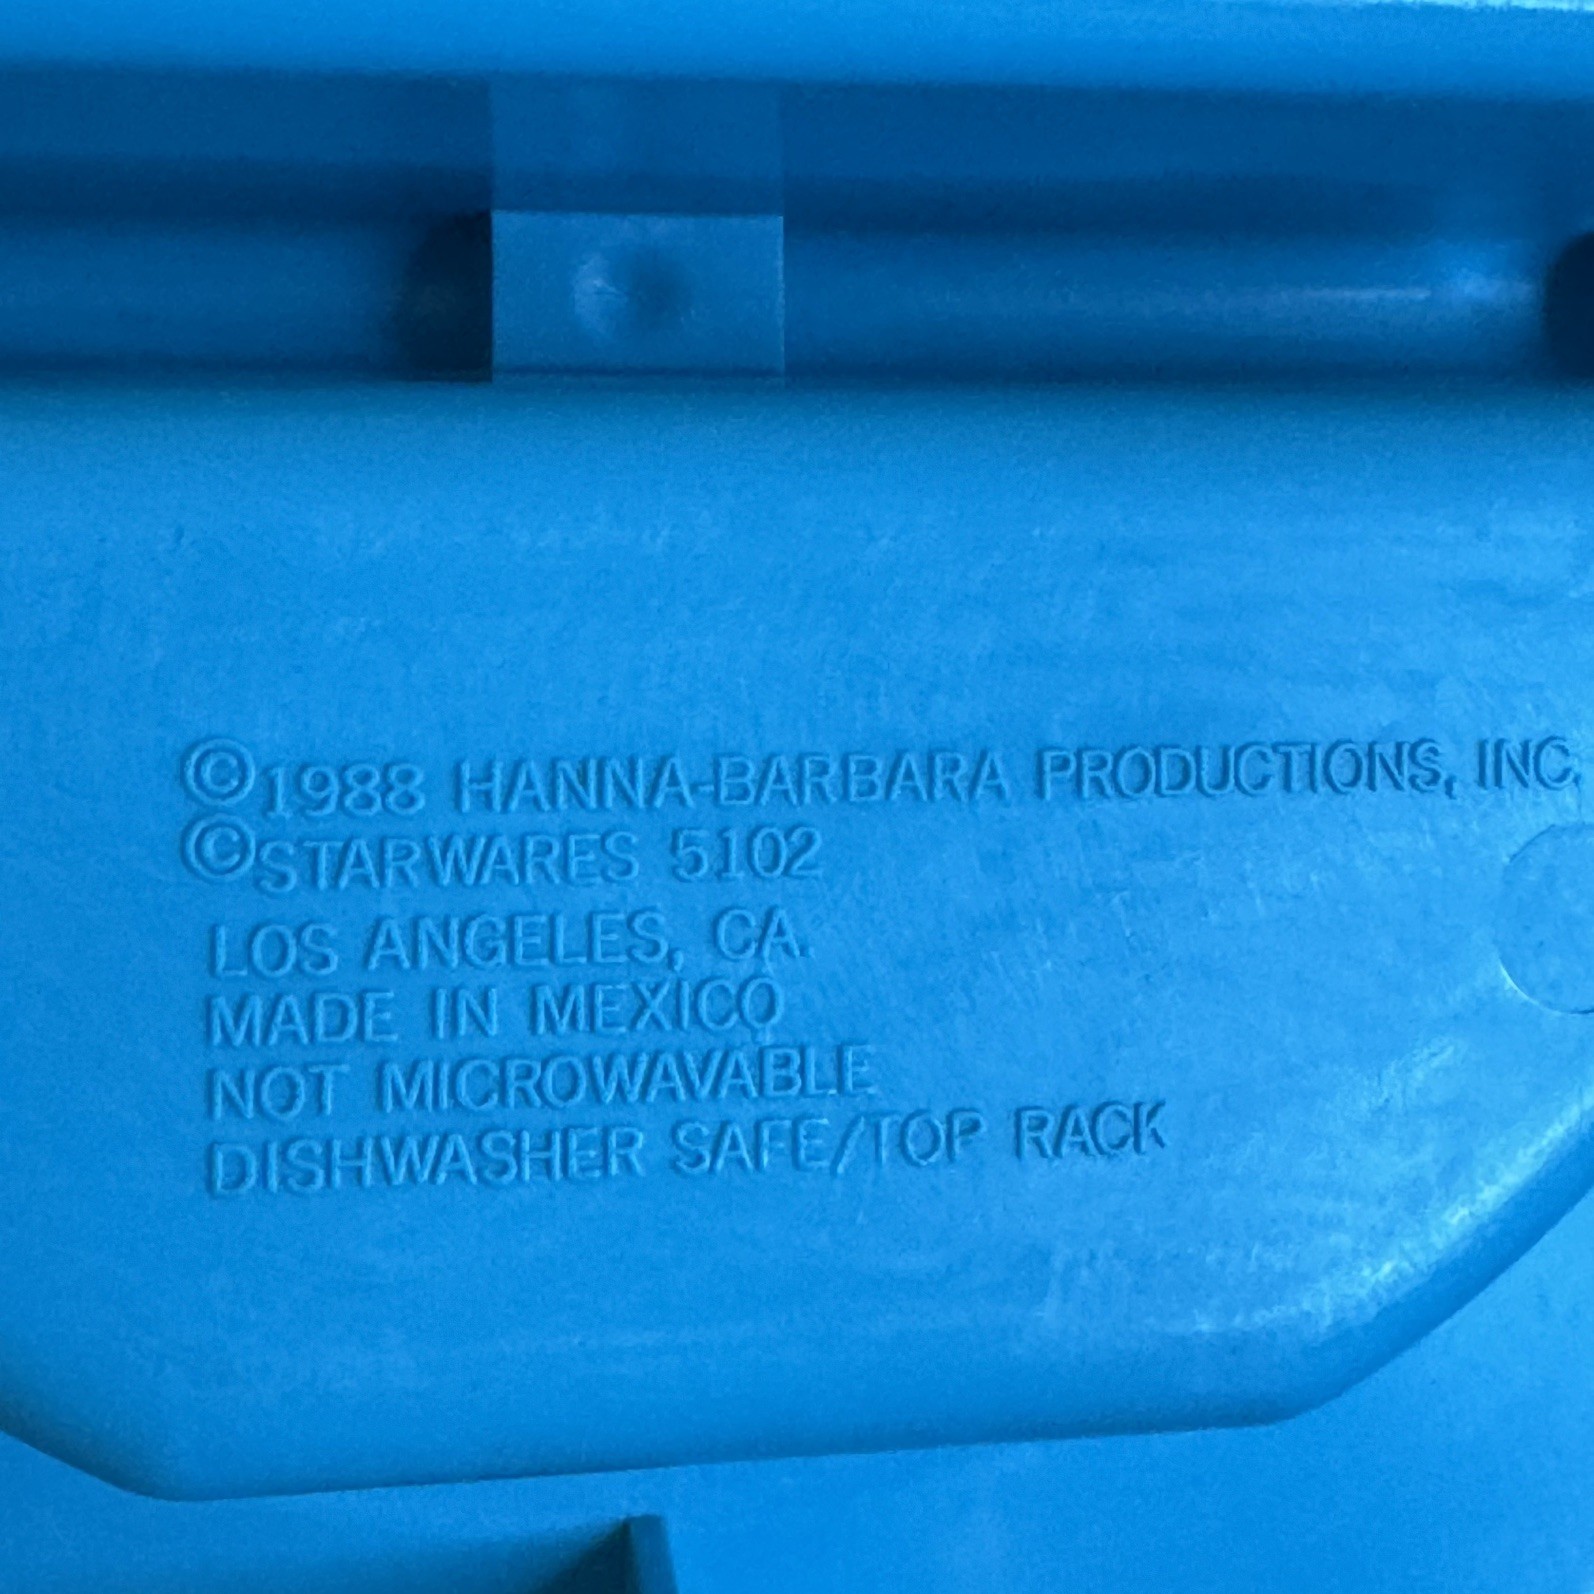 ©1988 HANNA-BARBARA PRODUCTIONS, INC.
©STARWARES 5102
LOS ANGELES, CA.
MADE IN MEXICO
NOT MICROWAVABLE
DISHWASHER SAFE/TOP RACK